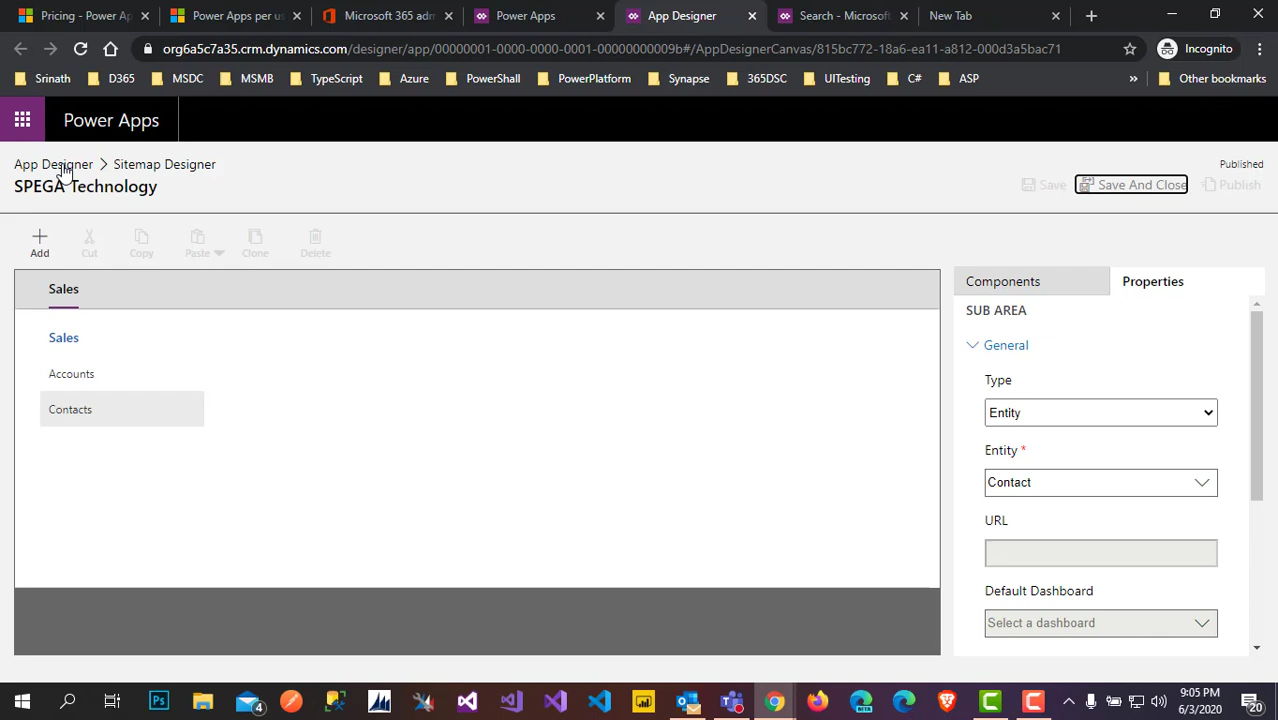 Pricing - Power Ap
Power Apps per us
Microsoft 365 adm
Power Apps
App Designer
Search - Microsoft
New Tab
org6a5c7a35.crm.dynamics.com/designer/app/00000001-0000-0000-0001-00000000009b#/AppDesignerCanvas/815bc772-18a6-ea11-a812-000d3a5bac71
Incognito
Srinath
D365
MSDC
MSMB
TypeScript
Azure
PowerShall
PowerPlatform
Synapse
365DSC
UITesting
C#
ASP
»
Other bookmarks
Power Apps
App Designer > Sitemap Designer
SPEGA Technology
Published
Save
Save And Close
Publish
Add
Cut
Copy
Paste
Clone
Delete
Sales
Sales
Accounts
Contacts
Components
Properties
SUB AREA
General
Type
Entity
Entity *
Contact
URL
Default Dashboard
Select a dashboard
Ps
4
9:05 PM
6/3/2020
20